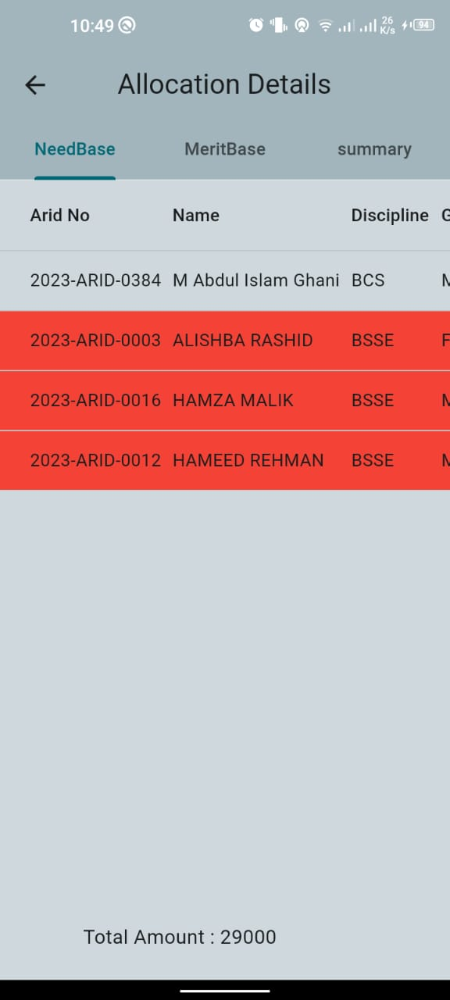 10:49 26 K/s 94
Allocation Details
NeedBase MeritBase summary
Arid No Name Discipline
2023-ARID-0384 M Abdul Islam Ghani BCS
2023-ARID-0003 ALISHBA RASHID BSSE
2023-ARID-0016 HAMZA MALIK BSSE
2023-ARID-0012 HAMEED REHMAN BSSE
Total Amount : 29000